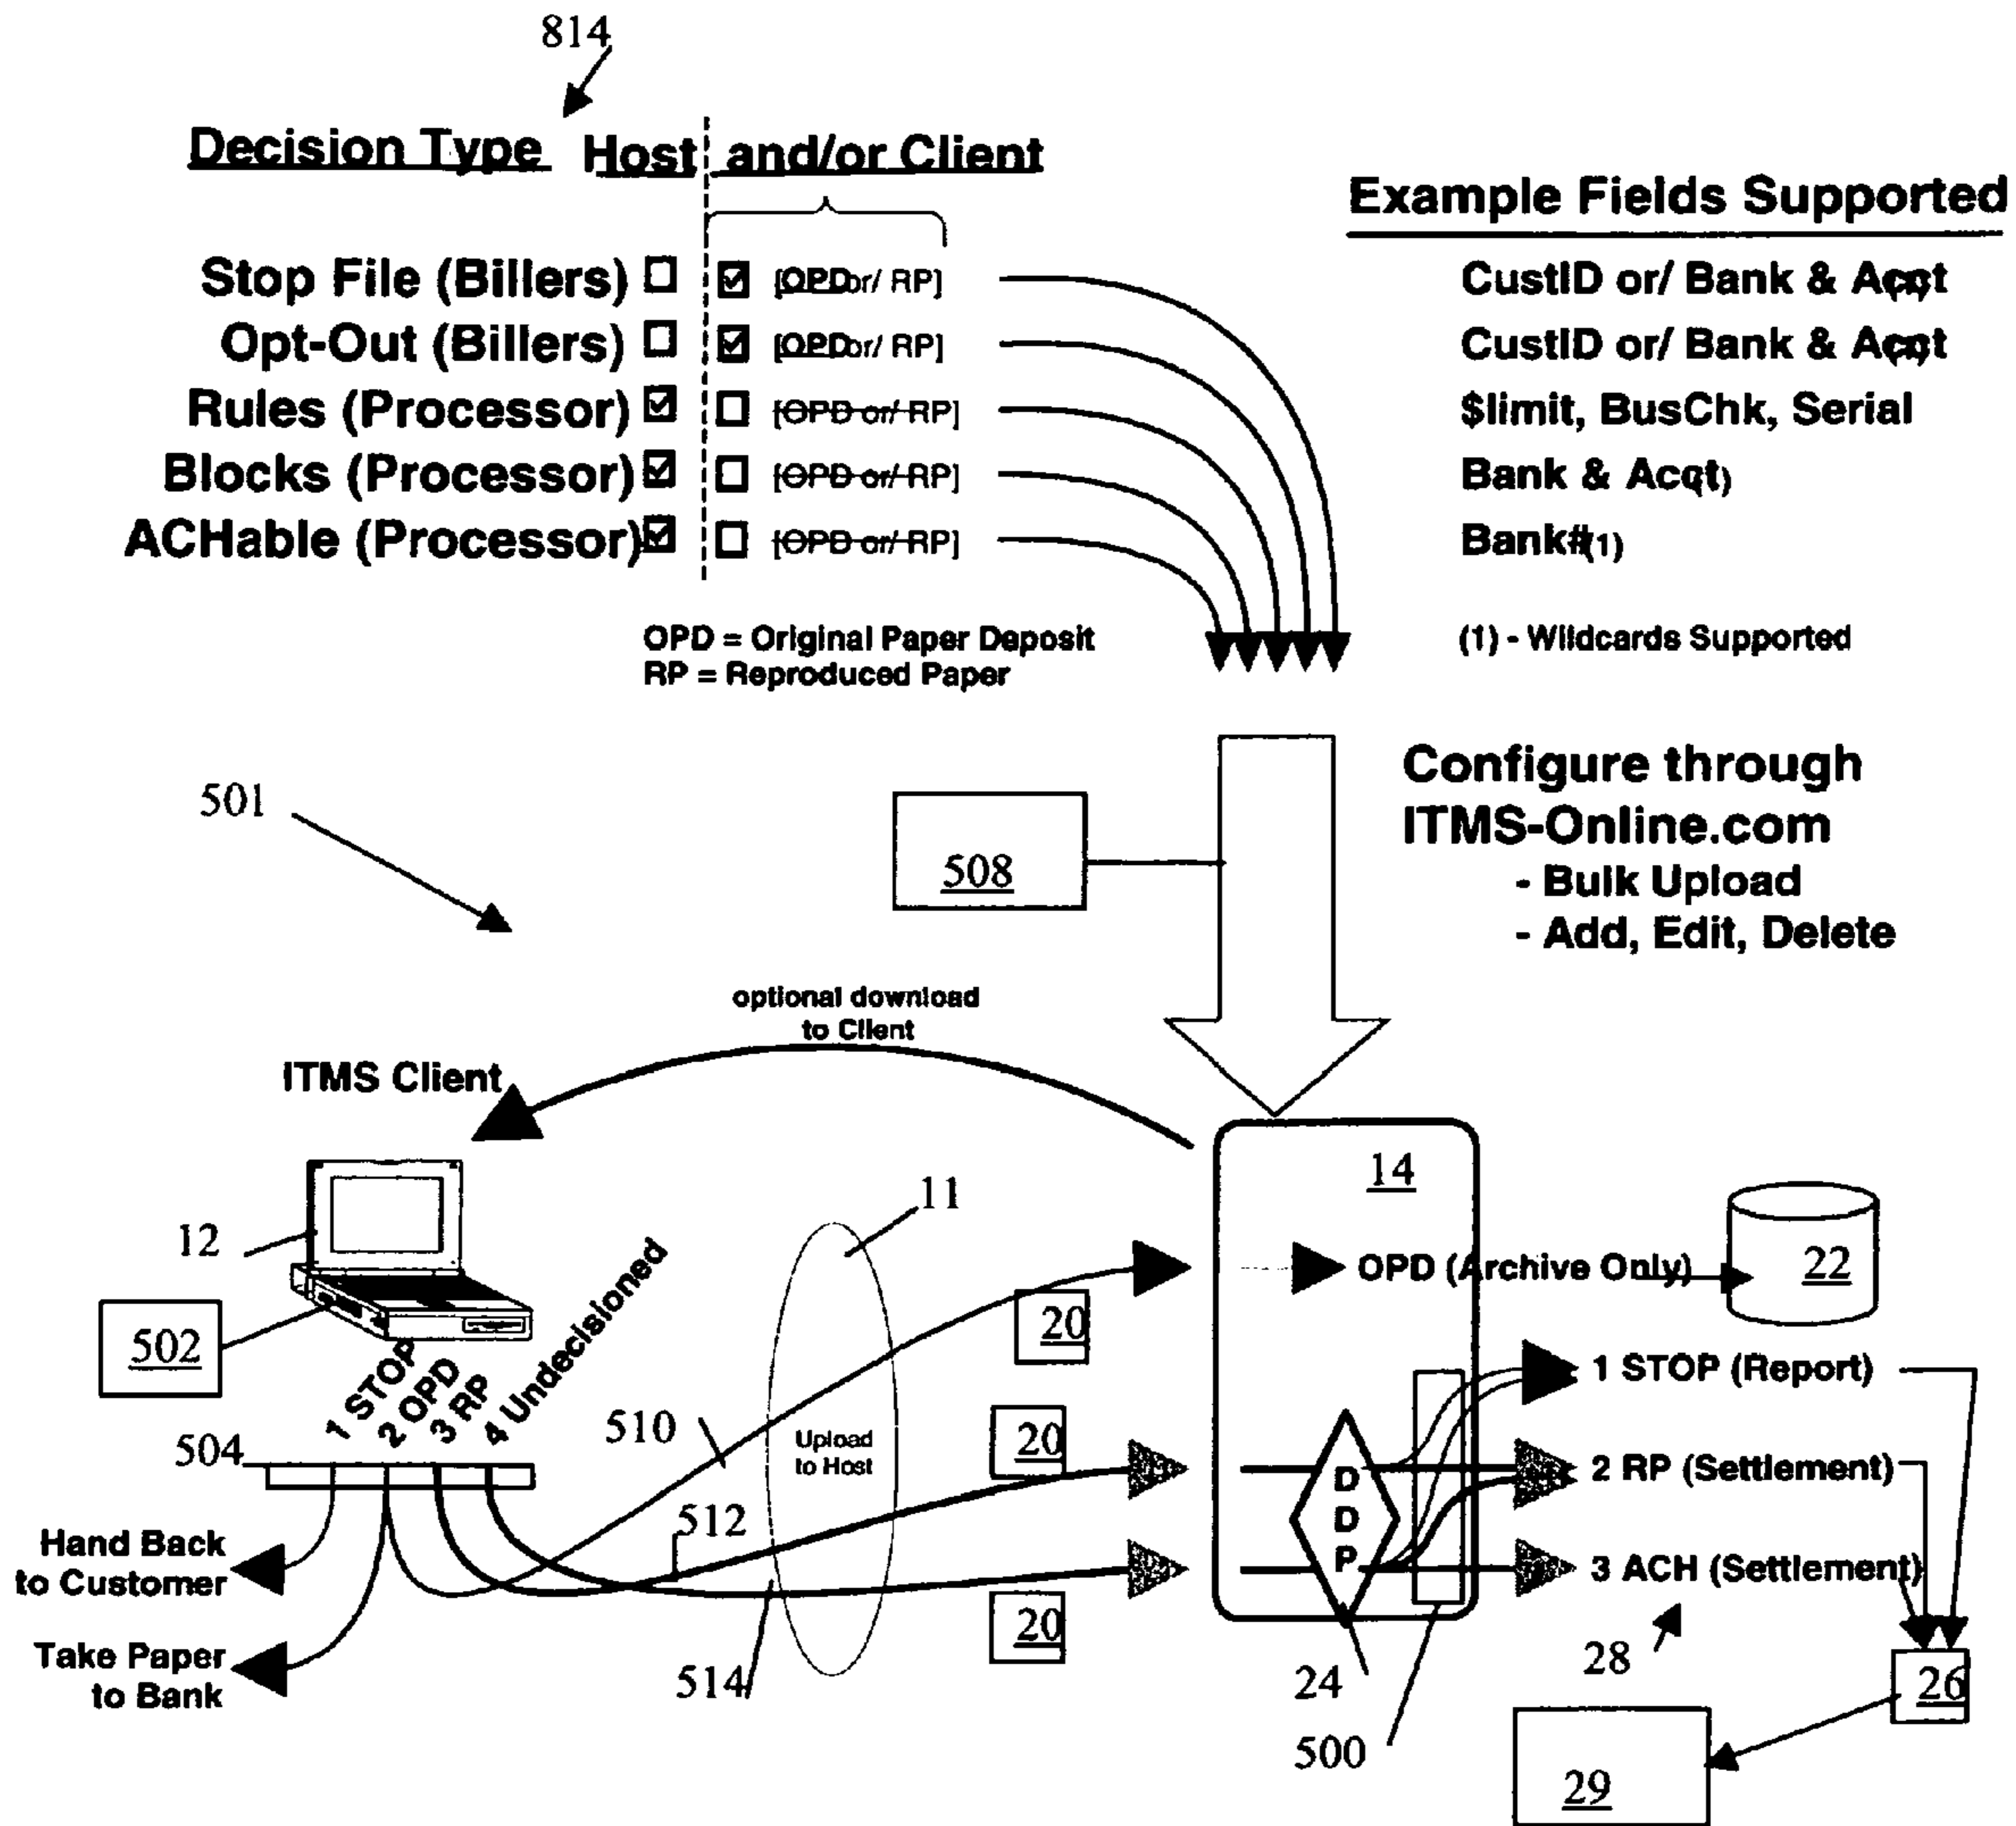 814
Decision Type Host and/or Client
Example Fields Supported
Stop File (Billers) [OPD or/ RP] CustID or/ Bank & Acct
Opt-Out (Billers) [OPD or/ RP] CustID or/ Bank & Acct
Rules (Processor) [OPD or/ RP] $limit, BusChk, Serial
Blocks (Processor) [OPD or/ RP] Bank & Acct
ACHable (Processor) [OPD or/ RP] Bank#(1)
OPD = Original Paper Deposit
RP = Reproduced Paper
(1) - Wildcards Supported
501
508
Configure through
ITMS-Online.com
- Bulk Upload
- Add, Edit, Delete
optional download
to Client
ITMS Client
14
11
12
502
OPD (Archive Only)
22
20
1 STOP
2 OPD
3 RP
4 Undecisioned
1 STOP (Report)
504
510
Upload
to Host
20
DDP
2 RP (Settlement)
512
Hand Back
to Customer
3 ACH (Settlement)
20
514
Take Paper
to Bank
24
28
26
500
29